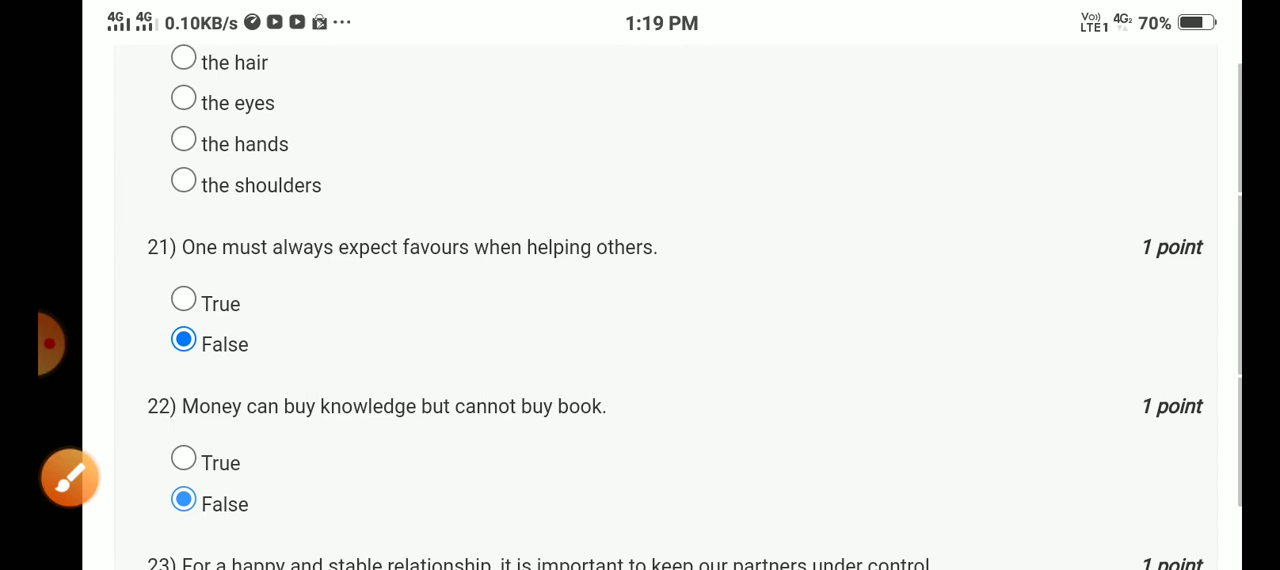 4G 4G 0.10KB/s ... 1:19 PM Vo)) LTE1 4G2 70%
the hair
the eyes
the hands
the shoulders
21) One must always expect favours when helping others. 1 point
True
False
22) Money can buy knowledge but cannot buy book. 1 point
True
False
23) For a happy and stable relationship, it is important to keep our partners under control. 1 point